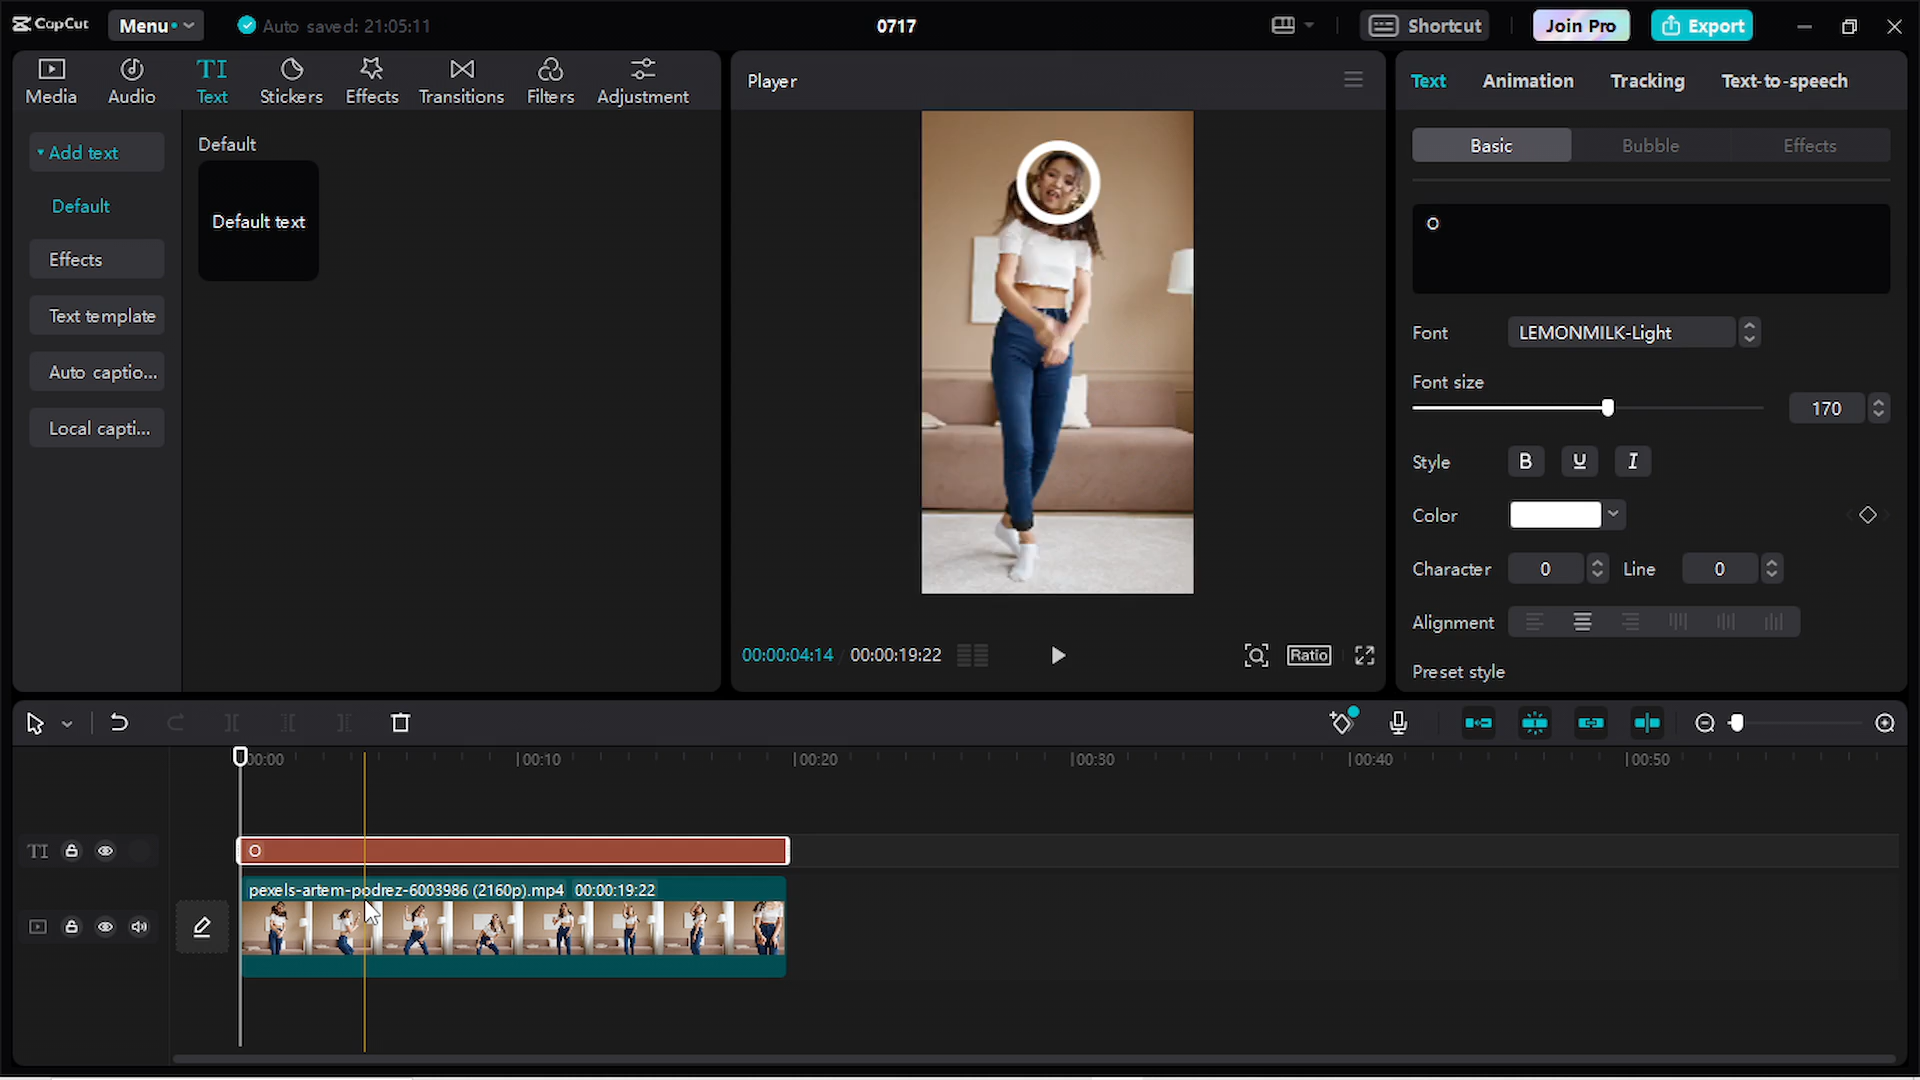 CapCut
Menu
Auto saved: 21:05:11
0717
Shortcut
Join Pro
Export
Media
Audio
TI
Text
Stickers
Effects
Transitions
Filters
Adjustment
Add text
Default
Effects
Text template
Auto captio...
Local capti...
Default
Default text
Player
00:00:04:14
00:00:19:22
Ratio
Text
Animation
Tracking
Text-to-speech
Basic
Bubble
Effects
O
Font
LEMONMILK-Light
Font size
170
Style
B
U
I
Color
Character
0
Line
0
Alignment
Preset style
00:00
00:10
00:20
00:30
00:40
00:50
TI
O
pexels-artem-podrez-6003986 (2160p).mp4 00:00:19:22